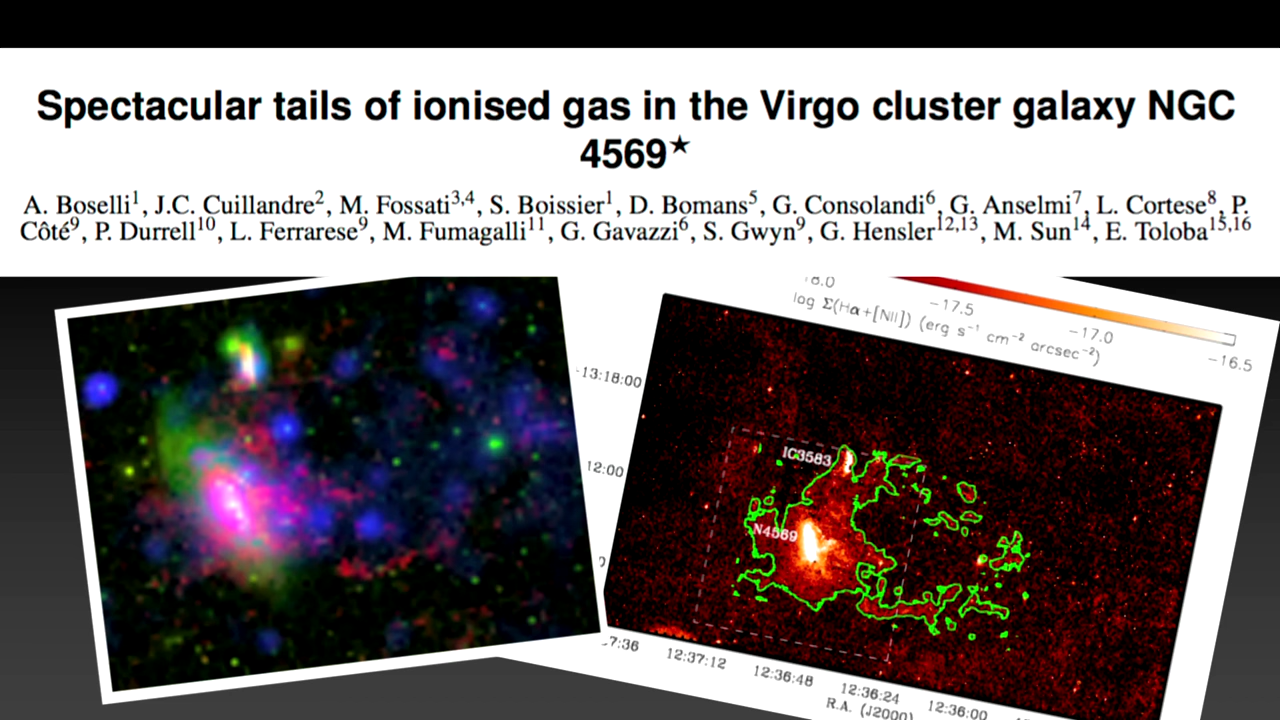 Spectacular tails of ionised gas in the Virgo cluster galaxy NGC
4569★
A. Boselli1, J.C. Cuillandre2, M. Fossati3,4, S. Boissier1, D. Bomans5, G. Consolandi6, G. Anselmi7, L. Cortese8, P.
Côté9, P. Durrell10, L. Ferrarese9, M. Fumagalli11, G. Gavazzi6, S. Gwyn9, G. Hensler12,13, M. Sun14, E. Toloba15,16
-17.5
-17.0
-16.5
log Σ(Hα+[NII]) (erg s-1 cm-2 arcsec-2)
13:18:00
12:00
IC3583
N4569
7:36
12:37:12
12:36:48
12:36:24
12:36:00
R.A. (J2000)